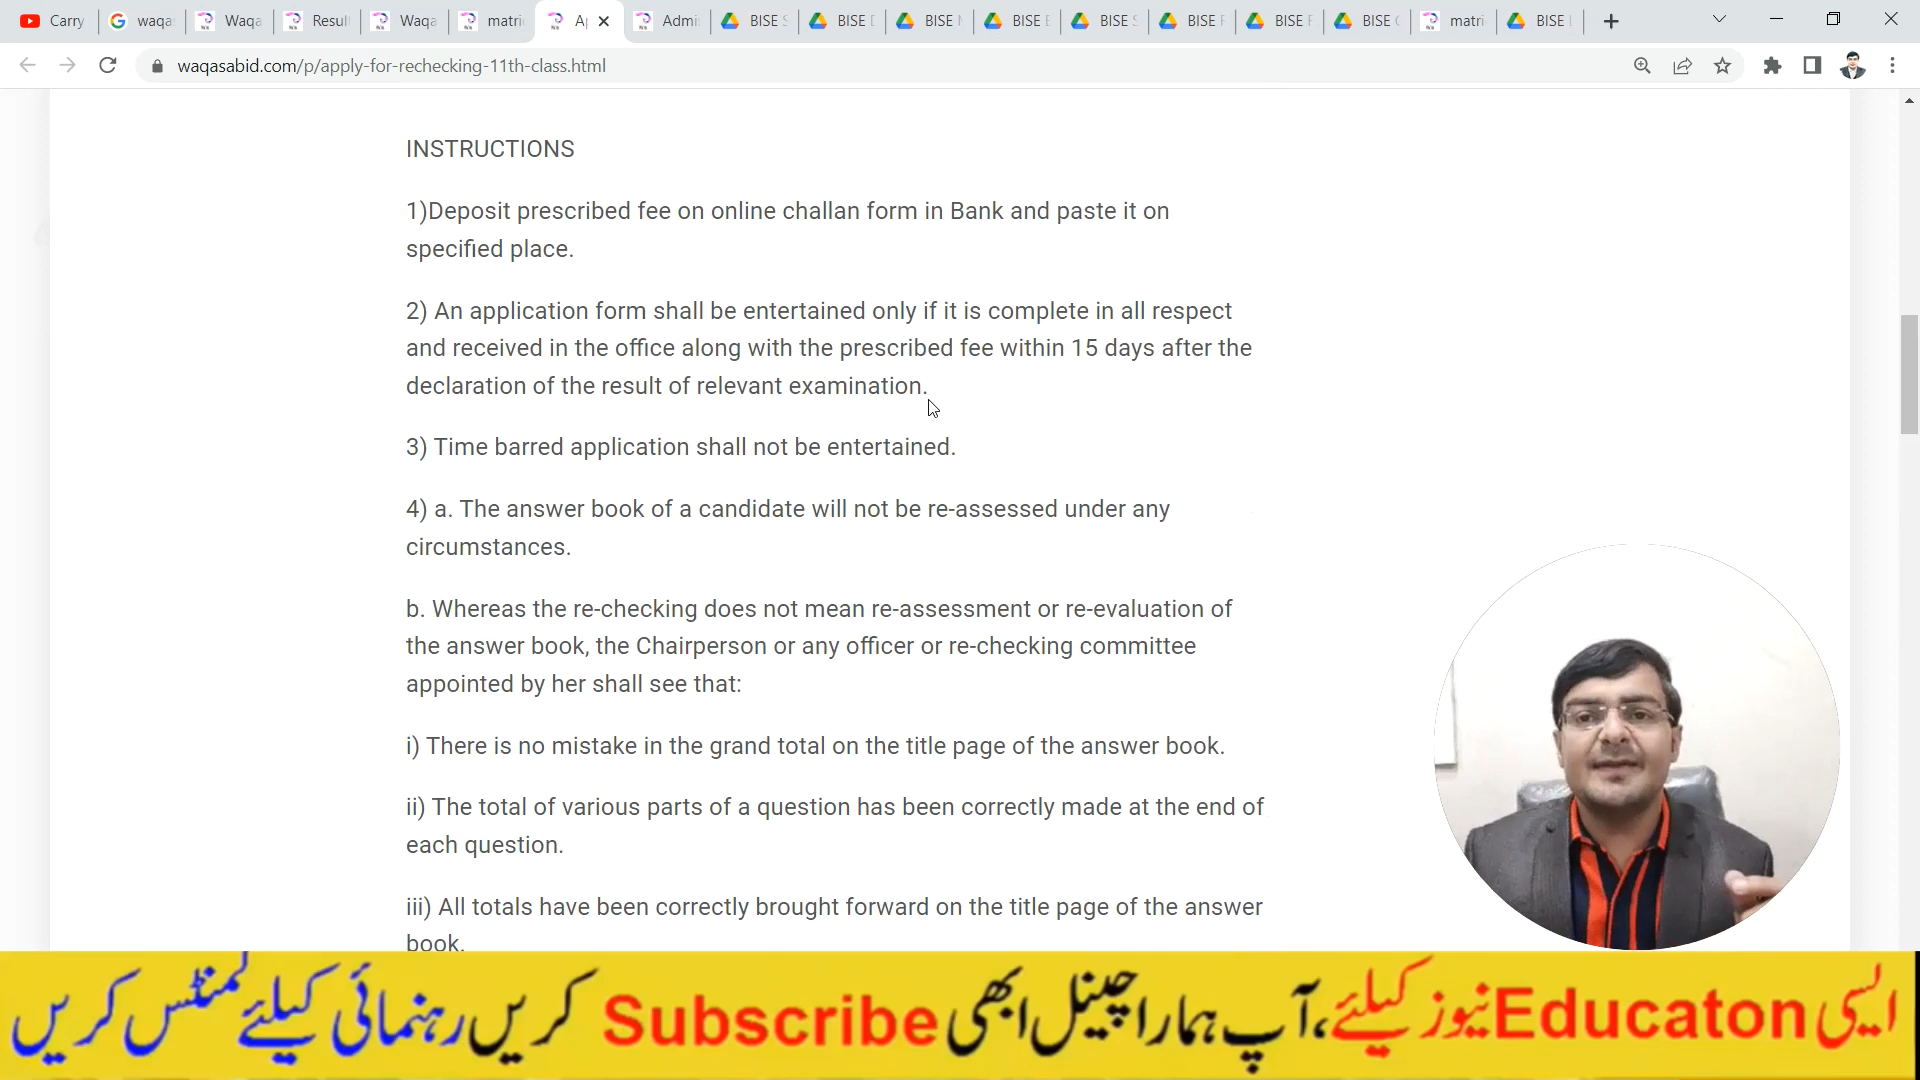 Carry
waqa
Waqa
Resul
Waqa
matric
Ap
Admis
BISE S
BISE D
BISE M
BISE B
BISE S
BISE F
BISE F
BISE G
matri
BISE L
waqasabid.com/p/apply-for-rechecking-11th-class.html
INSTRUCTIONS
1)Deposit prescribed fee on online challan form in Bank and paste it on
specified place.
2) An application form shall be entertained only if it is complete in all respect
and received in the office along with the prescribed fee within 15 days after the
declaration of the result of relevant examination.
3) Time barred application shall not be entertained.
4) a. The answer book of a candidate will not be re-assessed under any
circumstances.
b. Whereas the re-checking does not mean re-assessment or re-evaluation of
the answer book, the Chairperson or any officer or re-checking committee
appointed by her shall see that:
i) There is no mistake in the grand total on the title page of the answer book.
ii) The total of various parts of a question has been correctly made at the end of
each question.
iii) All totals have been correctly brought forward on the title page of the answer
book.
ایسی Educatonنیوز کیلئے،آپ ہمارا چینل ابھی Subscribe کریں رہنمائی کیلئے کمنٹس کریں